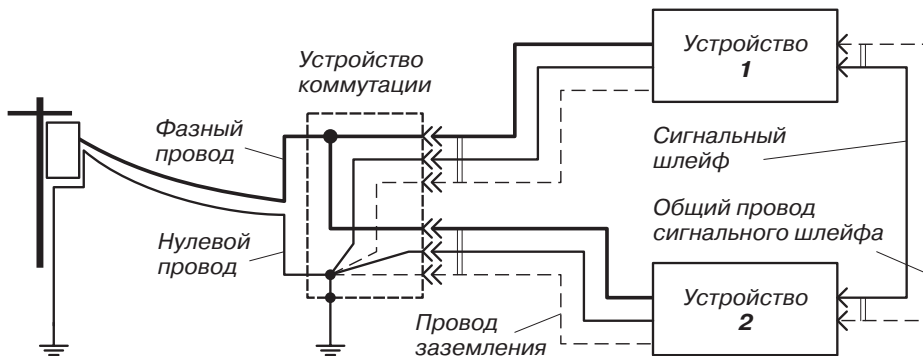 Устройство
коммутации
Фазный
провод
Нулевой
провод
Провод
заземления
Устройство
1
Сигнальный
шлейф
Общий провод
сигнального шлейфа
Устройство
2